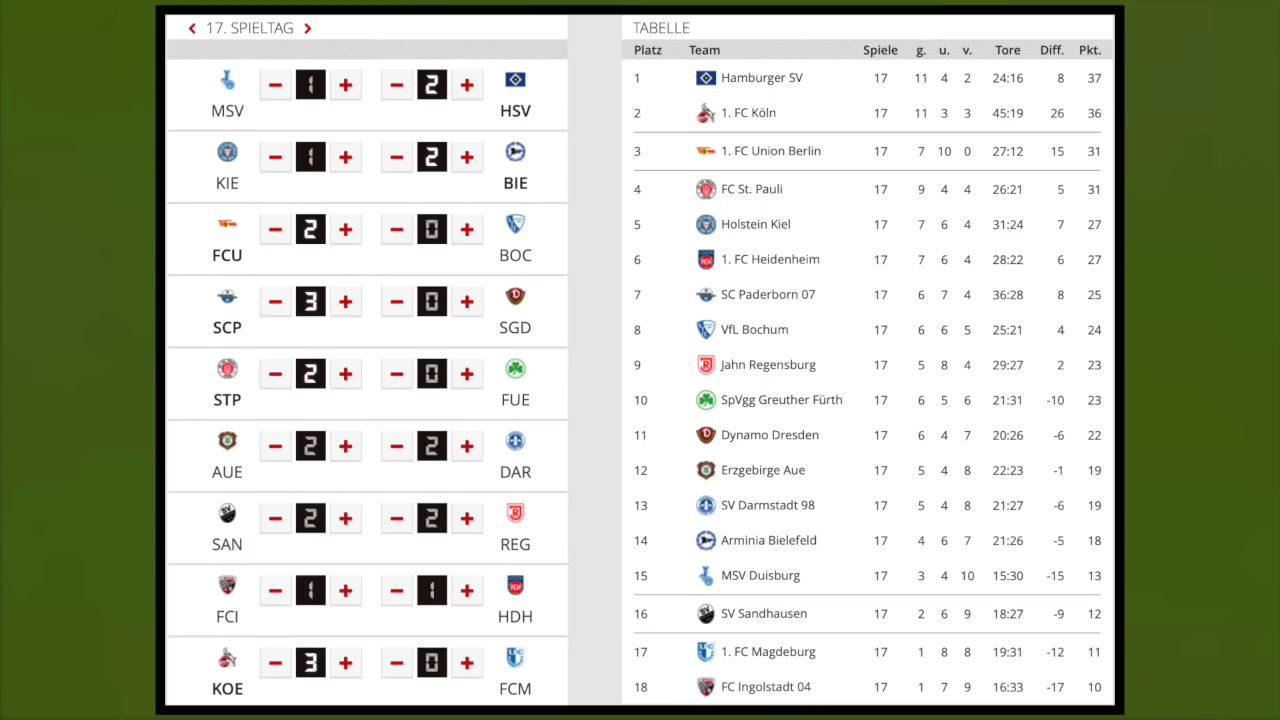 17. SPIELTAG
MSV 1 2 HSV
KIE 1 2 BIE
FCU 2 0 BOC
SCP 3 0 SGD
STP 2 0 FUE
AUE 2 2 DAR
SAN 2 2 REG
FCI 1 1 HDH
KOE 3 0 FCM
TABELLE
Platz Team Spiele g. u. v. Tore Diff. Pkt.
1 Hamburger SV 17 11 4 2 24:16 8 37
2 1. FC Köln 17 11 3 3 45:19 26 36
3 1. FC Union Berlin 17 7 10 0 27:12 15 31
4 FC St. Pauli 17 9 4 4 26:21 5 31
5 Holstein Kiel 17 7 6 4 31:24 7 27
6 1. FC Heidenheim 17 7 6 4 28:22 6 27
7 SC Paderborn 07 17 6 7 4 36:28 8 25
8 VfL Bochum 17 6 6 5 25:21 4 24
9 Jahn Regensburg 17 5 8 4 29:27 2 23
10 SpVgg Greuther Fürth 17 6 5 6 21:31 -10 23
11 Dynamo Dresden 17 6 4 7 20:26 -6 22
12 Erzgebirge Aue 17 5 4 8 22:23 -1 19
13 SV Darmstadt 98 17 5 4 8 21:27 -6 19
14 Arminia Bielefeld 17 4 6 7 21:26 -5 18
15 MSV Duisburg 17 3 4 10 15:30 -15 13
16 SV Sandhausen 17 2 6 9 18:27 -9 12
17 1. FC Magdeburg 17 1 8 8 19:31 -12 11
18 FC Ingolstadt 04 17 1 7 9 16:33 -17 10